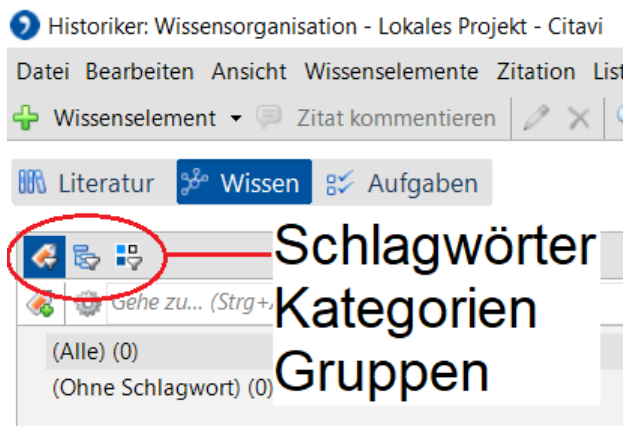 Historiker: Wissensorganisation - Lokales Projekt - Citavi
Datei Bearbeiten Ansicht Wissenselemente Zitation List
Wissenselement Zitat kommentieren
Literatur Wissen Aufgaben
Schlagwörter
Kategorien
Gruppen
Gehe zu... (Strg+
(Alle) (0)
(Ohne Schlagwort) (0)